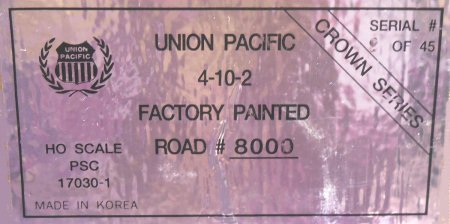 UNION PACIFIC
UNION PACIFIC
4-10-2
FACTORY PAINTED
ROAD # 8000
HO SCALE
PSC
17030-1
MADE IN KOREA
CROWN SERIES
SERIAL #
OF 45